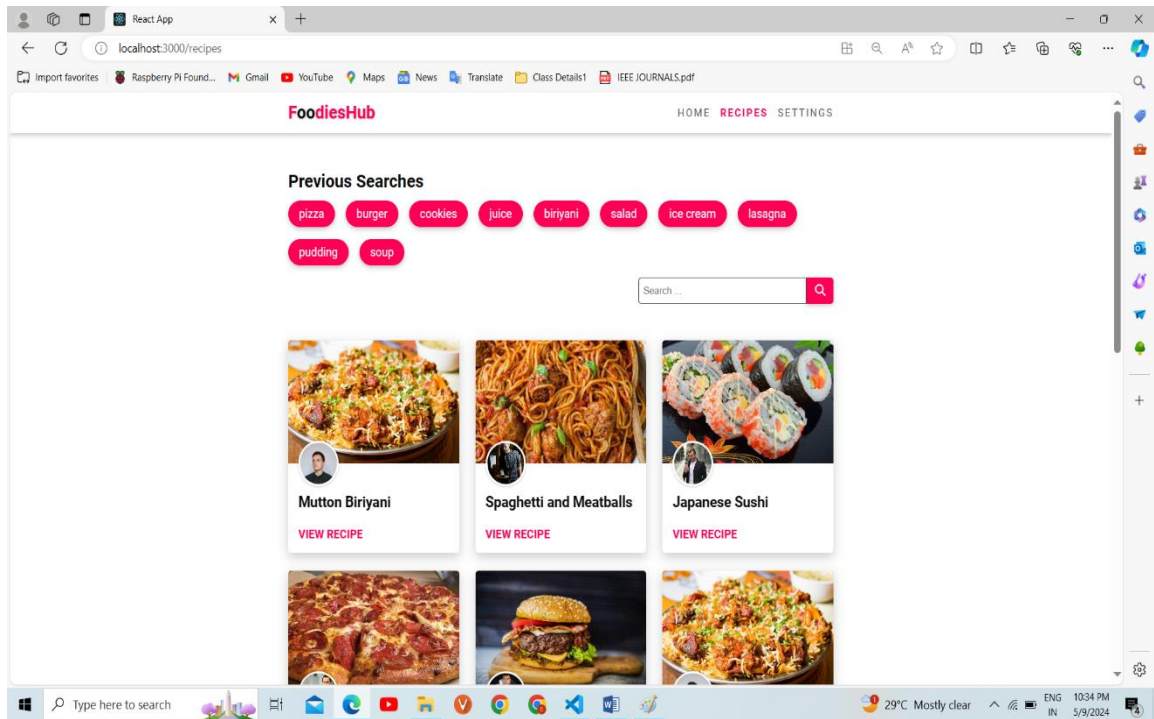 React App
localhost:3000/recipes
Import favorites Raspberry Pi Found... Gmail YouTube Maps News Translate Class Details1 IEEE JOURNALS.pdf
FoodiesHub HOME RECIPES SETTINGS
Previous Searches
pizza burger cookies juice biriyani salad ice cream lasagna
pudding soup
Search ...
Mutton Biriyani Spaghetti and Meatballs Japanese Sushi
VIEW RECIPE VIEW RECIPE VIEW RECIPE
Type here to search 29°C Mostly clear ENG IN 10:34 PM 5/9/2024